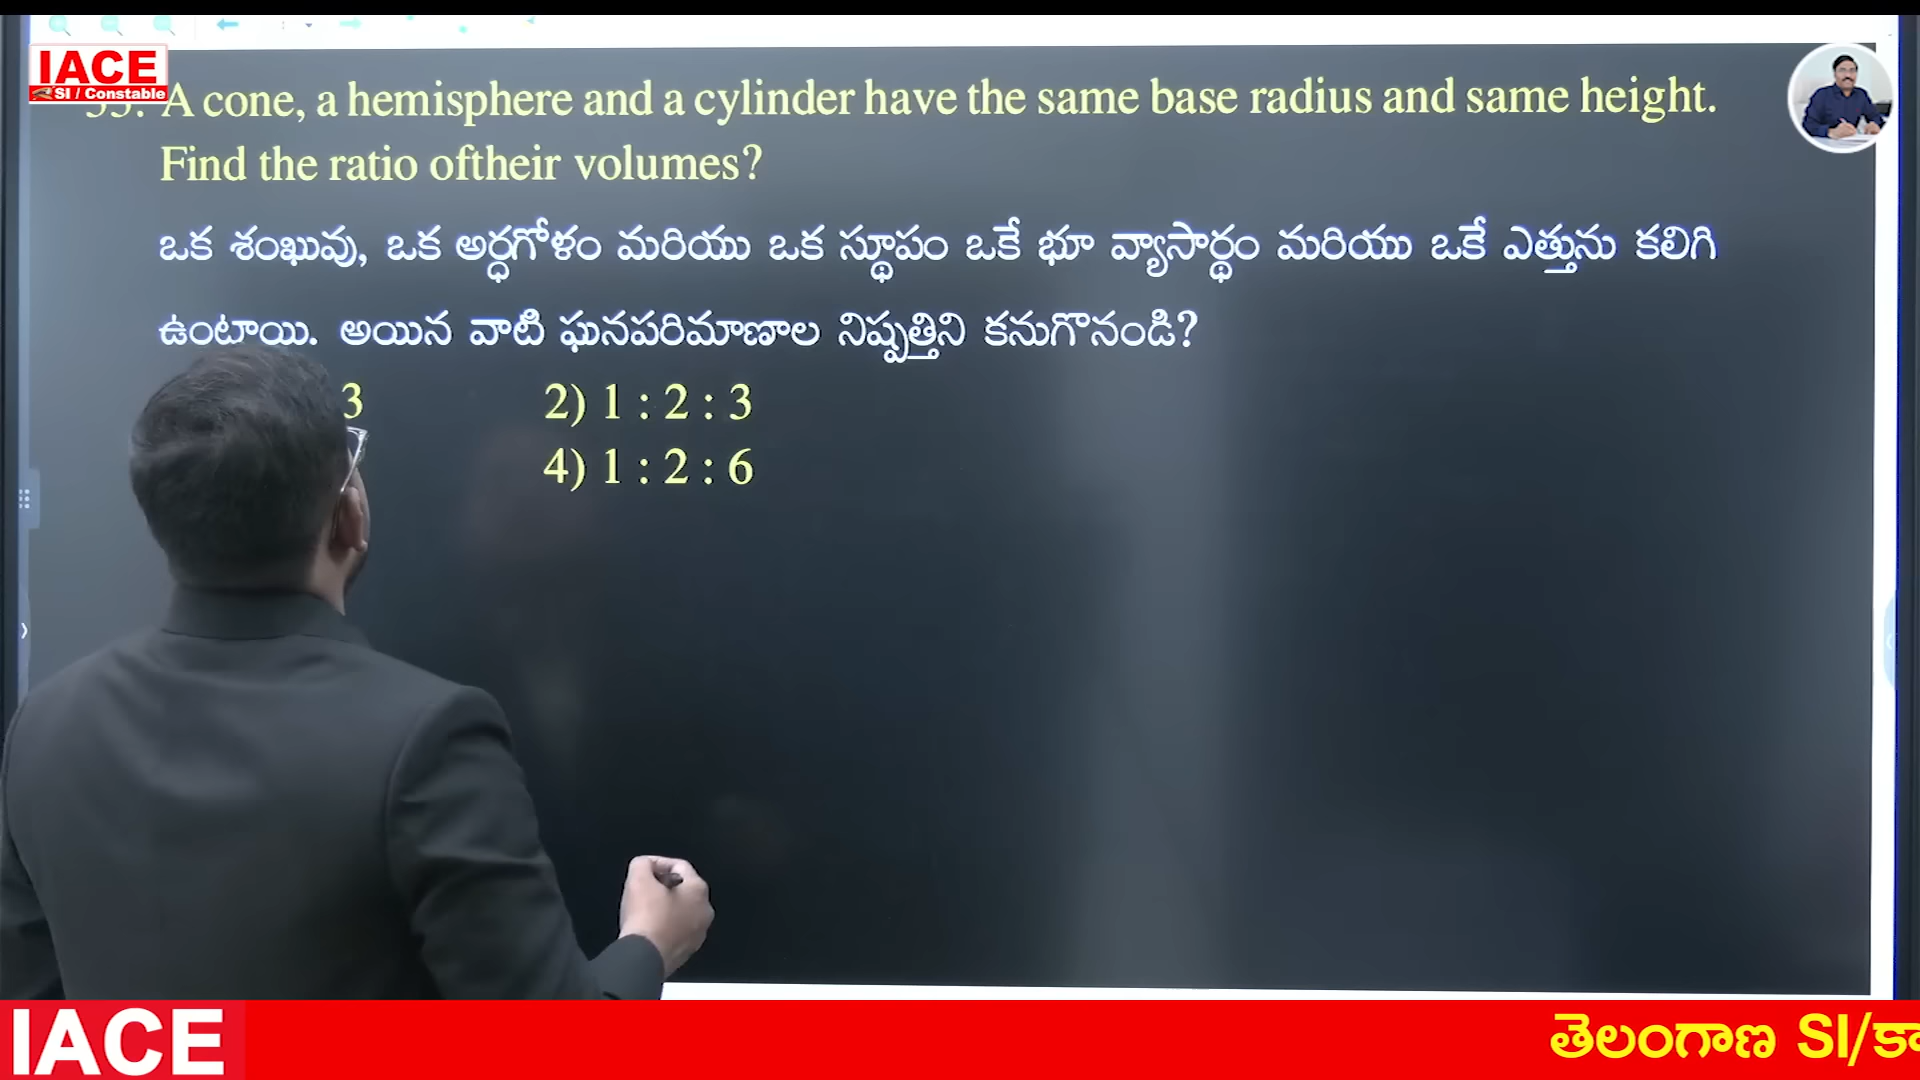 IACE
SI / Constable
A cone, a hemisphere and a cylinder have the same base radius and same height.
Find the ratio oftheir volumes?
ఒక శంఖువు, ఒక అర్ధగోళం మరియు ఒక స్థూపం ఒకే భూ వ్యాసార్థం మరియు ఒకే ఎత్తును కలిగి
ఉంటాయి. అయిన వాటి ఘనపరిమాణాల నిష్పత్తిని కనుగొనండి?
3 2) 1 : 2 : 3
4) 1 : 2 : 6
IACE తెలంగాణ SI/కా